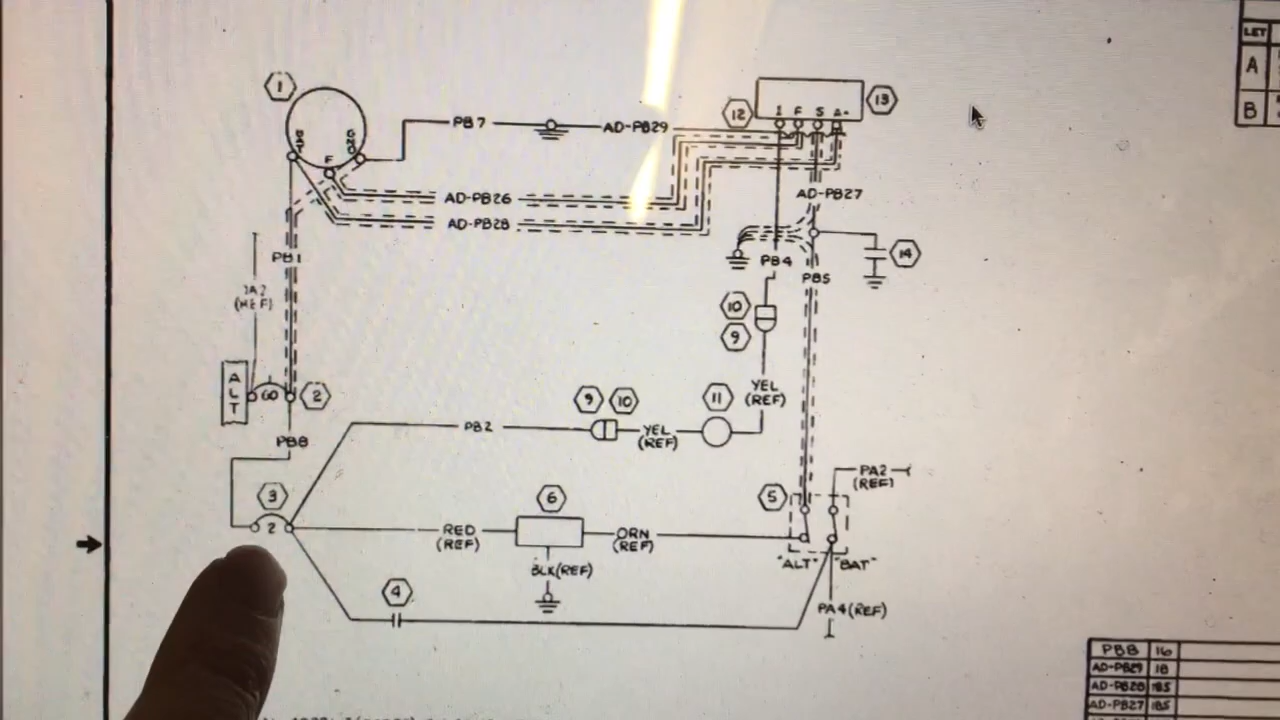 LET
A
B
1
BAT
GND
F
PB7
AD-PB29
12
1 F S A+
13
AD-PB26
AD-PB28
AD-PB27
PB1
PB4
PB5
14
(REF)
10
9
ALT
60
2
YEL
(REF)
9
10
11
PB2
YEL
(REF)
PB8
3
2
5
PA2
(REF)
6
RED
(REF)
ORN
(REF)
BLK(REF)
"ALT"
"BAT"
4
PA4(REF)
PBB 16
AD-PB29 18
AD-PB28 18S
AD-PB27 18S